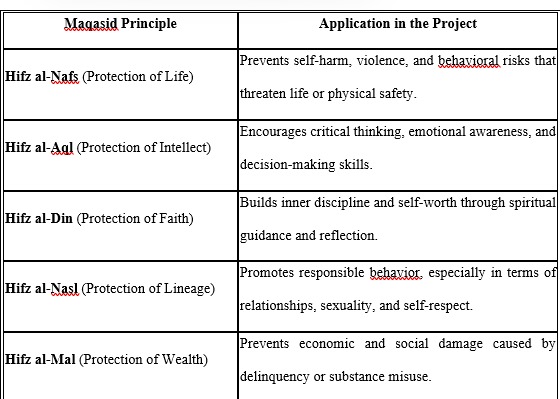 Maqasid Principle
Application in the Project
Hifz al-Nafs (Protection of Life)
Prevents self-harm, violence, and behavioral risks that
threaten life or physical safety.
Hifz al-Aql (Protection of Intellect)
Encourages critical thinking, emotional awareness, and
decision-making skills.
Hifz al-Din (Protection of Faith)
Builds inner discipline and self-worth through spiritual
guidance and reflection.
Hifz al-Nasl (Protection of Lineage)
Promotes responsible behavior, especially in terms of
relationships, sexuality, and self-respect.
Hifz al-Mal (Protection of Wealth)
Prevents economic and social damage caused by
delinquency or substance misuse.